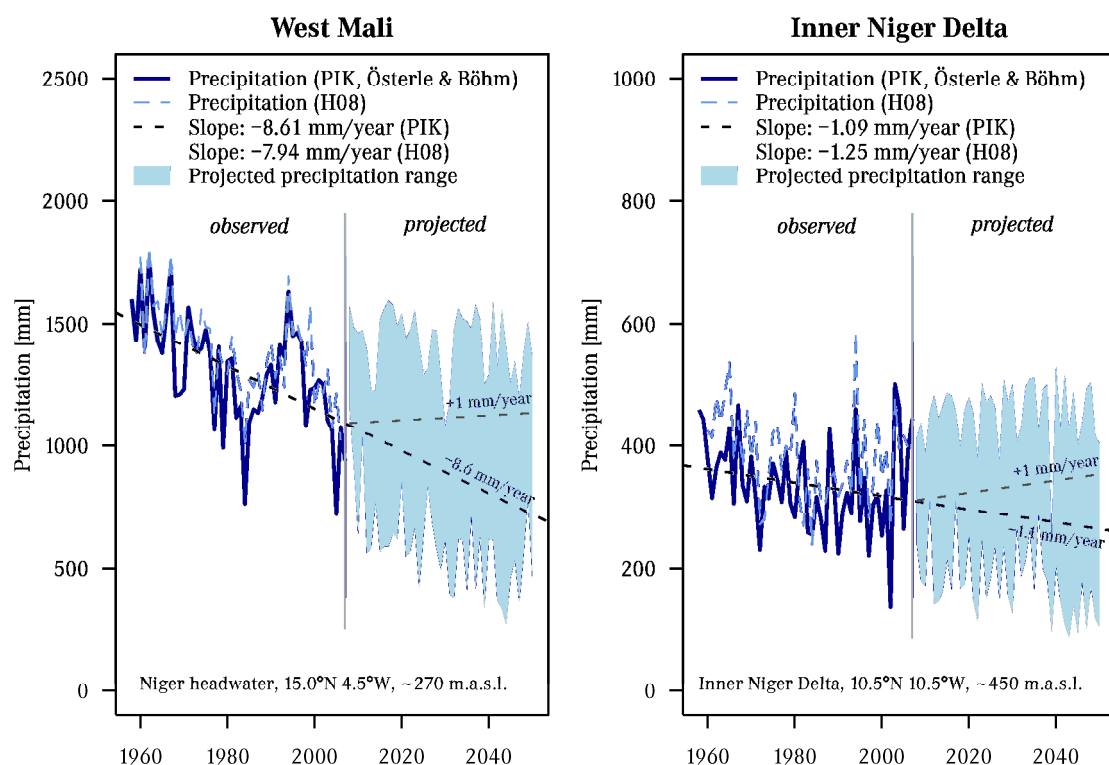 West Mali
2500
2000
1500
1000
500
0
Precipitation [mm]
Precipitation (PIK, Österle & Böhm)
Precipitation (H08)
Slope: −8.61 mm/year (PIK)
Slope: −7.94 mm/year (H08)
Projected precipitation range
observed
projected
+1 mm/year
−8.6 mm/year
Niger headwater, 15.0°N 4.5°W, ~270 m.a.s.l.
1960 1980 2000 2020 2040
Inner Niger Delta
1000
800
600
400
200
0
Precipitation [mm]
Precipitation (PIK, Österle & Böhm)
Precipitation (H08)
Slope: −1.09 mm/year (PIK)
Slope: −1.25 mm/year (H08)
Projected precipitation range
observed
projected
+1 mm/year
−1.1 mm/year
Inner Niger Delta, 10.5°N 10.5°W, ~450 m.a.s.l.
1960 1980 2000 2020 2040